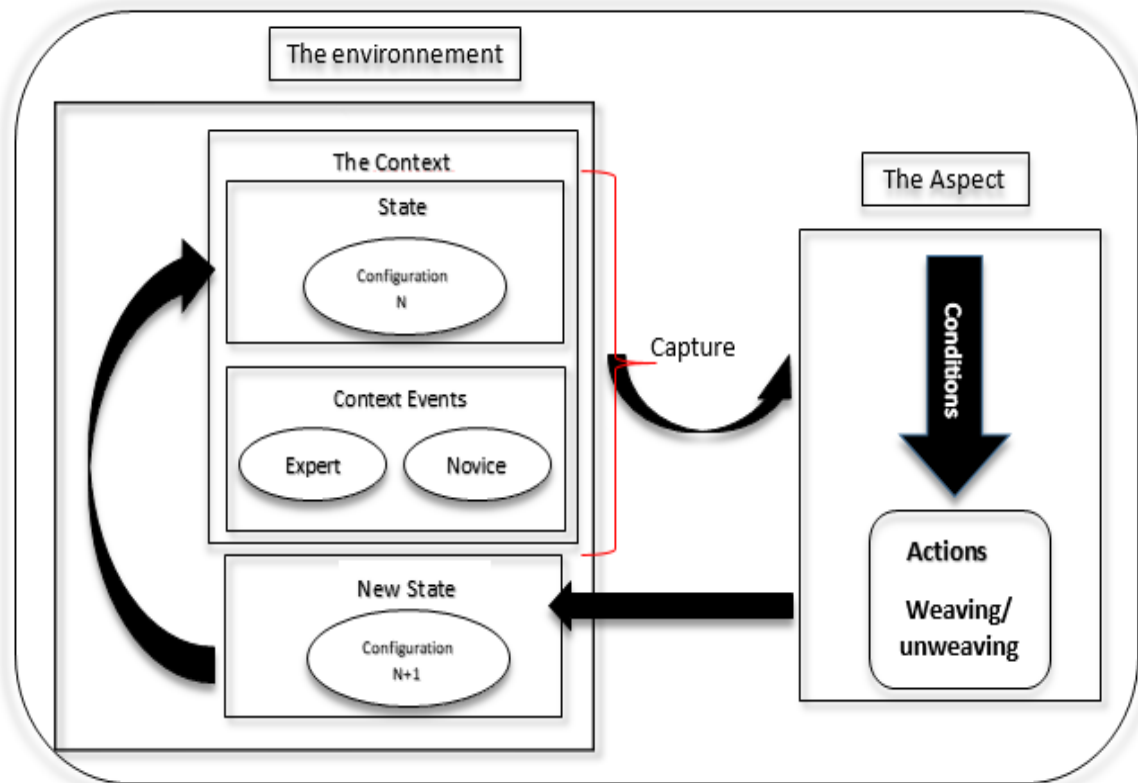 The environnement
The Context
State
Configuration
N
Context Events
Expert
Novice
New State
Configuration
N+1
Capture
The Aspect
Conditions
Actions
Weaving/
unweaving